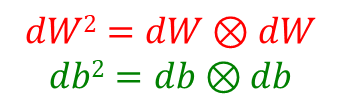 dW² = dW ⊗ dW
db² = db ⊗ db